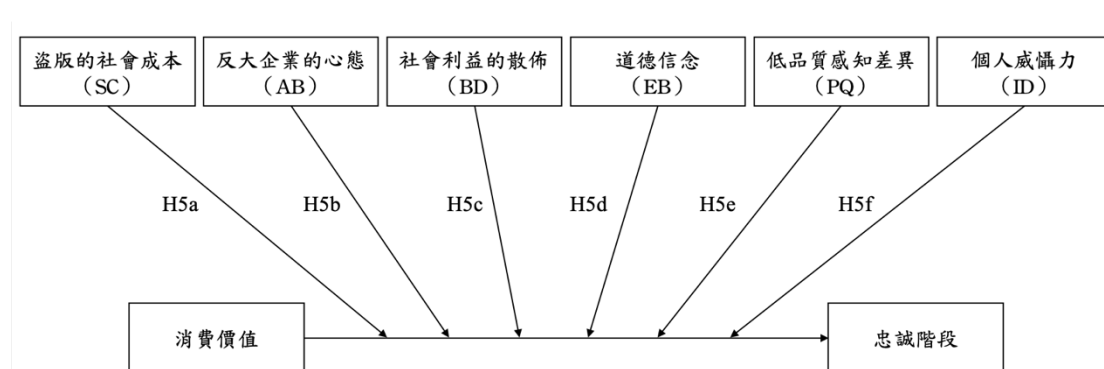 盜版的社會成本
（SC）
反大企業的心態
（AB）
社會利益的散佈
（BD）
道德信念
（EB）
低品質感知差異
（PQ）
個人威懾力
（ID）
H5a
H5b
H5c
H5d
H5e
H5f
消費價值
忠誠階段